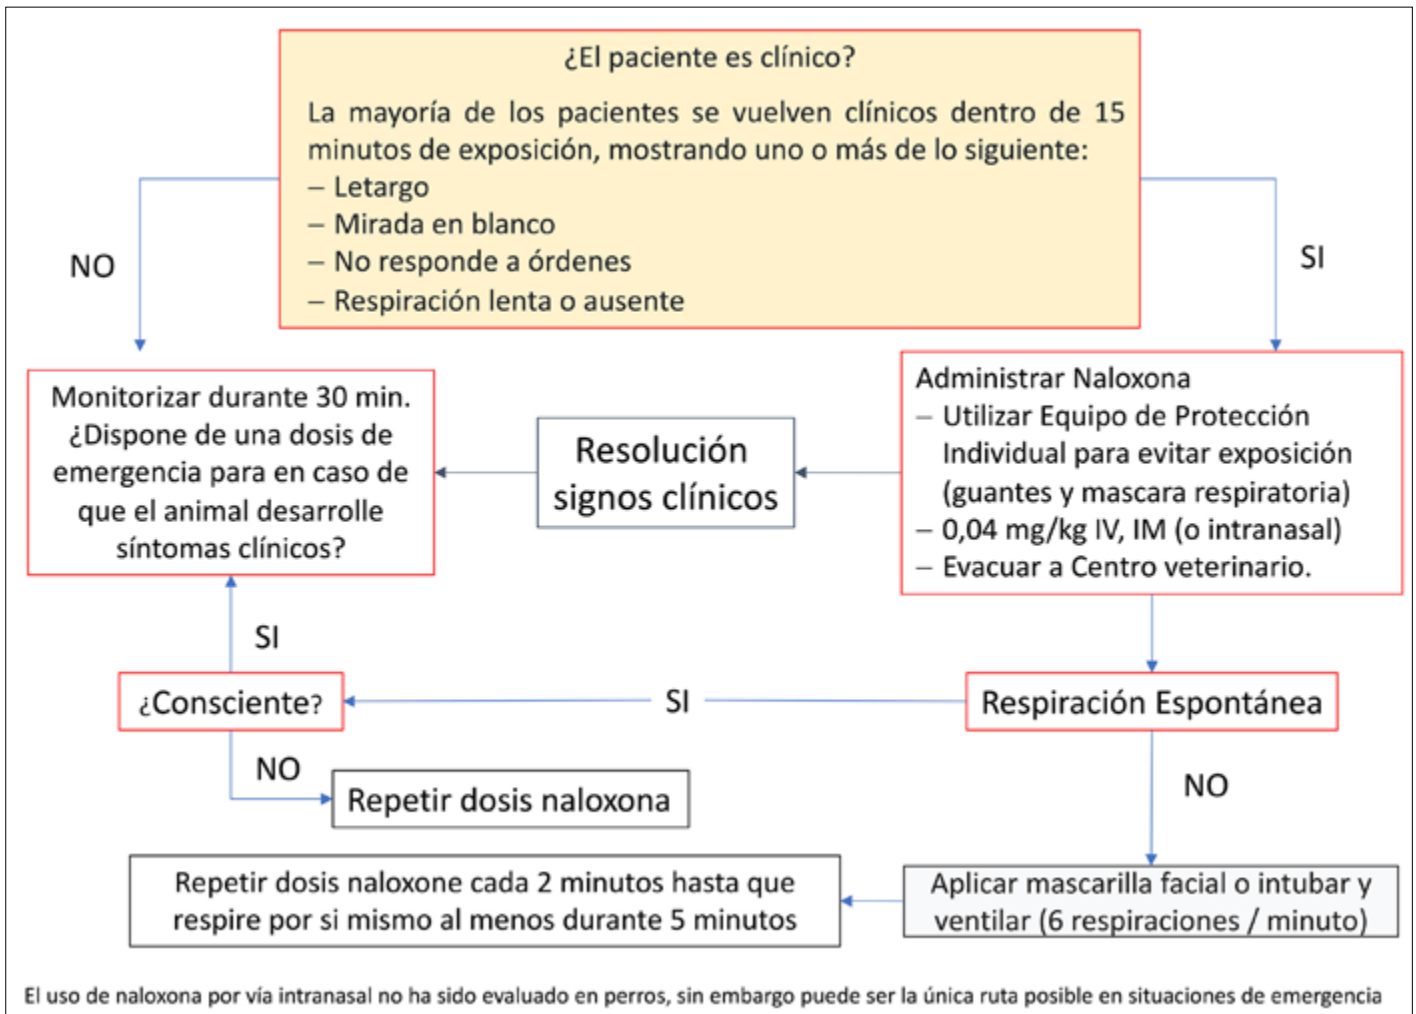 ¿El paciente es clínico?
La mayoría de los pacientes se vuelven clínicos dentro de 15
minutos de exposición, mostrando uno o más de lo siguiente:
– Letargo
– Mirada en blanco
– No responde a órdenes
– Respiración lenta o ausente
NO
SI
Monitorizar durante 30 min.
¿Dispone de una dosis de
emergencia para en caso de
que el animal desarrolle
síntomas clínicos?
Resolución
signos clínicos
Administrar Naloxona
– Utilizar Equipo de Protección
Individual para evitar exposición
(guantes y mascara respiratoria)
– 0,04 mg/kg IV, IM (o intranasal)
– Evacuar a Centro veterinario.
SI
¿Consciente?
SI
Respiración Espontánea
NO
NO
Repetir dosis naloxona
Repetir dosis naloxone cada 2 minutos hasta que
respire por si mismo al menos durante 5 minutos
Aplicar mascarilla facial o intubar y
ventilar (6 respiraciones / minuto)
El uso de naloxona por vía intranasal no ha sido evaluado en perros, sin embargo puede ser la única ruta posible en situaciones de emergencia